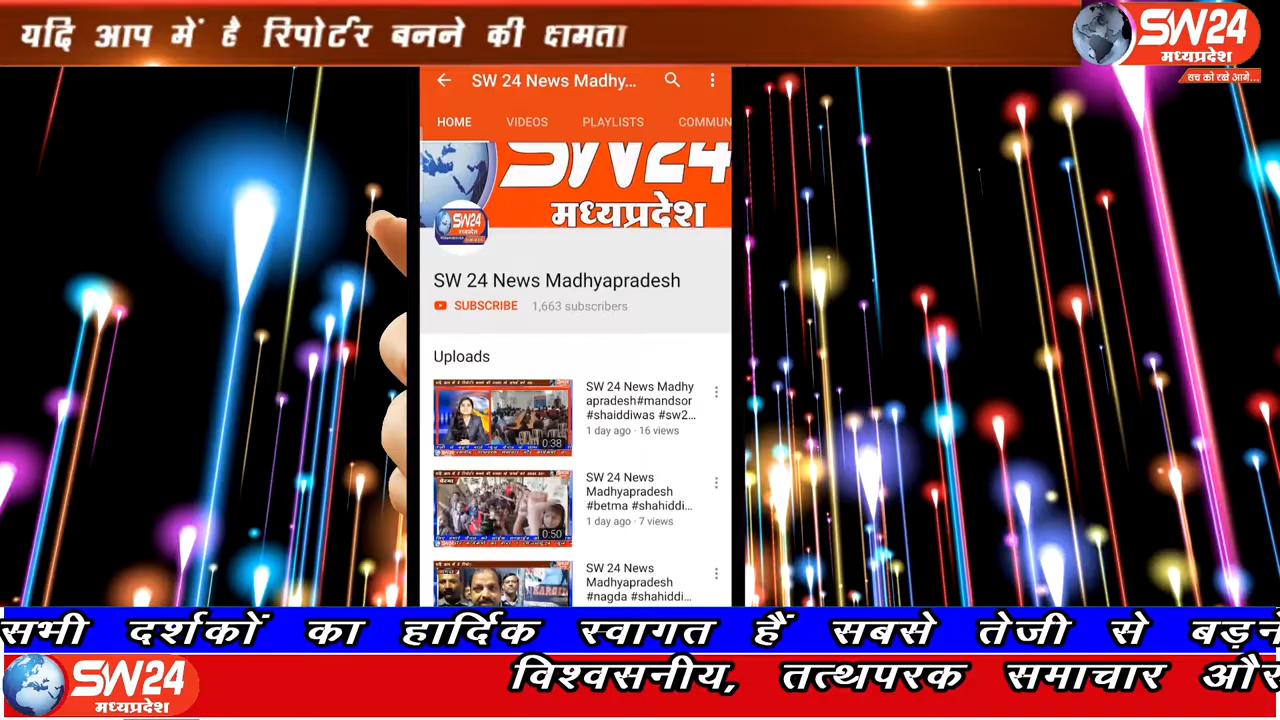 यदि आप में है रिपोर्टर बनने की क्षमता
SW24
मध्यप्रदेश
सच को रखे आगे...
SW 24 News Madhy...
HOME VIDEOS PLAYLISTS COMMUN
SW24
मध्यप्रदेश
SW24
SW 24 News Madhyapradesh
SUBSCRIBE 1,663 subscribers
Uploads
SW 24 News Madhy
apradesh#mandsor
#shaiddiwas #sw2...
1 day ago · 16 views
0:38
SW 24 News
Madhyapradesh
#betma #shahiddi...
1 day ago · 7 views
0:50
SW 24 News
Madhyapradesh
#nagda #shahiddi...
सभी दर्शकों का हार्दिक स्वागत हैं सबसे तेजी से बड़ने
विश्वसनीय, तत्थपरक समाचार और
SW24
मध्यप्रदेश